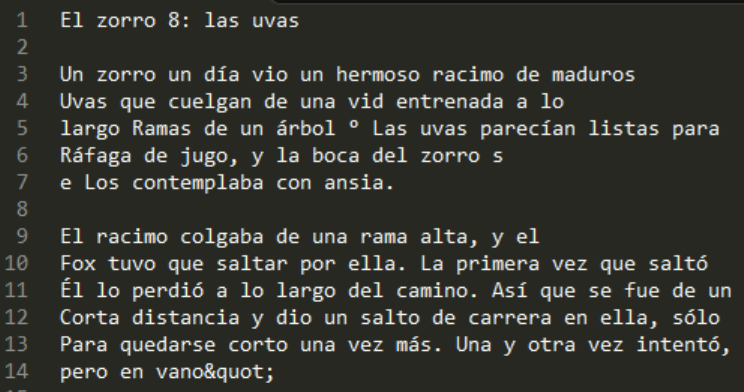 1 El zorro 8: las uvas
2
3 Un zorro un día vio un hermoso racimo de maduros
4 Uvas que cuelgan de una vid entrenada a lo
5 largo Ramas de un árbol º Las uvas parecían listas para
6 Ráfaga de jugo, y la boca del zorro s
7 e Los contemplaba con ansia.
8
9 El racimo colgaba de una rama alta, y el
10 Fox tuvo que saltar por ella. La primera vez que saltó
11 Él lo perdió a lo largo del camino. Así que se fue de un
12 Corta distancia y dio un salto de carrera en ella, sólo
13 Para quedarse corto una vez más. Una y otra vez intentó,
14 pero en vano&quot;